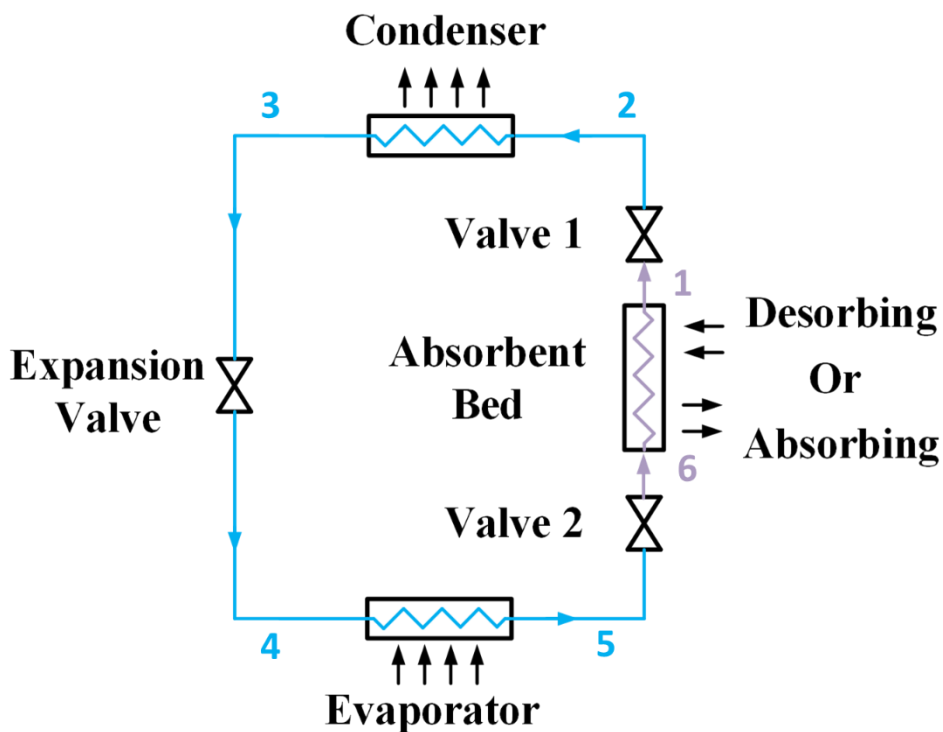 Condenser
3
2
Valve 1
1
Expansion
Valve
Absorbent
Bed
Desorbing
Or
Absorbing
6
Valve 2
4
5
Evaporator